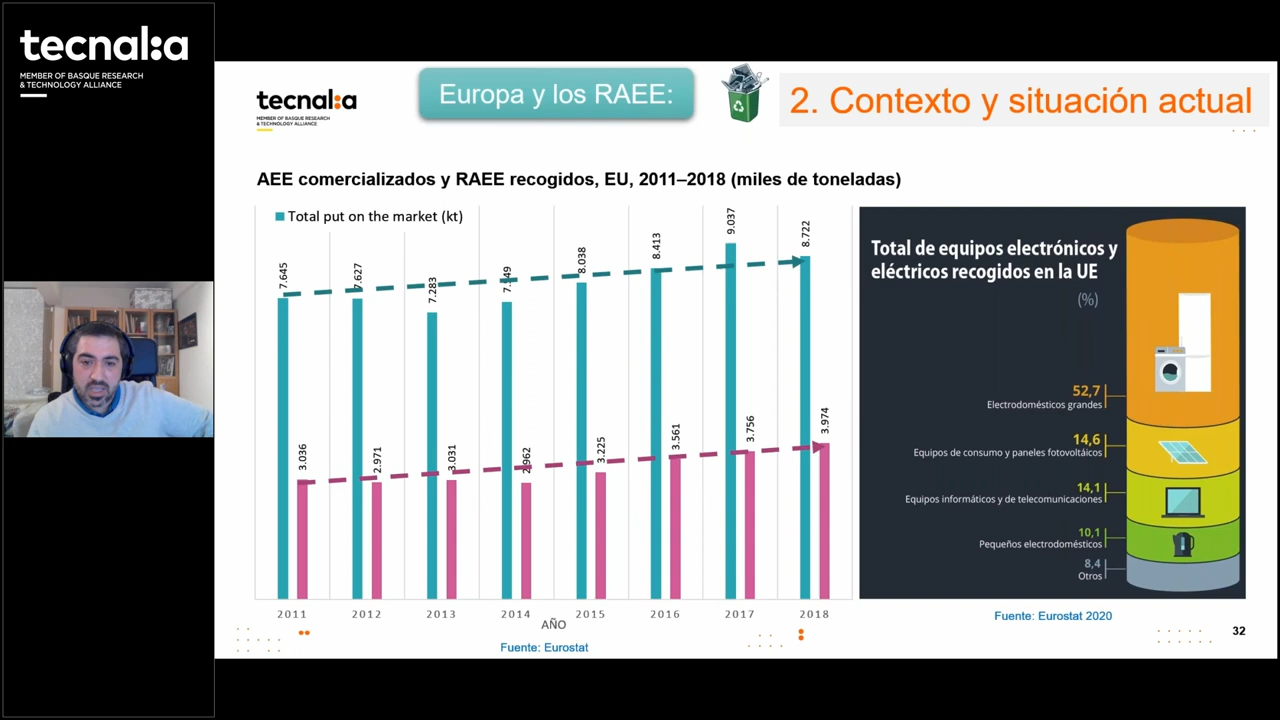 tecnal:a
MEMBER OF BASQUE RESEARCH
& TECHNOLOGY ALLIANCE
tecnal:a
MEMBER OF BASQUE RESEARCH
& TECHNOLOGY ALLIANCE
Europa y los RAEE:
2. Contexto y situación actual
AEE comercializados y RAEE recogidos, EU, 2011–2018 (miles de toneladas)
Total put on the market (kt)
7.645
3.036
7.627
2.971
7.283
3.031
2.962
8.038
3.225
8.413
3.561
9.037
3.756
8.722
3.974
2011
2012
2013
2014
2015
2016
2017
2018
AÑO
Fuente: Eurostat
Total de equipos electrónicos y
eléctricos recogidos en la UE
(%)
52,7
Electrodomésticos grandes
14,6
Equipos de consumo y paneles fotovoltáicos
14,1
Equipos informáticos y de telecomunicaciones
10,1
Pequeños electrodomésticos
8,4
Otros
Fuente: Eurostat 2020
32